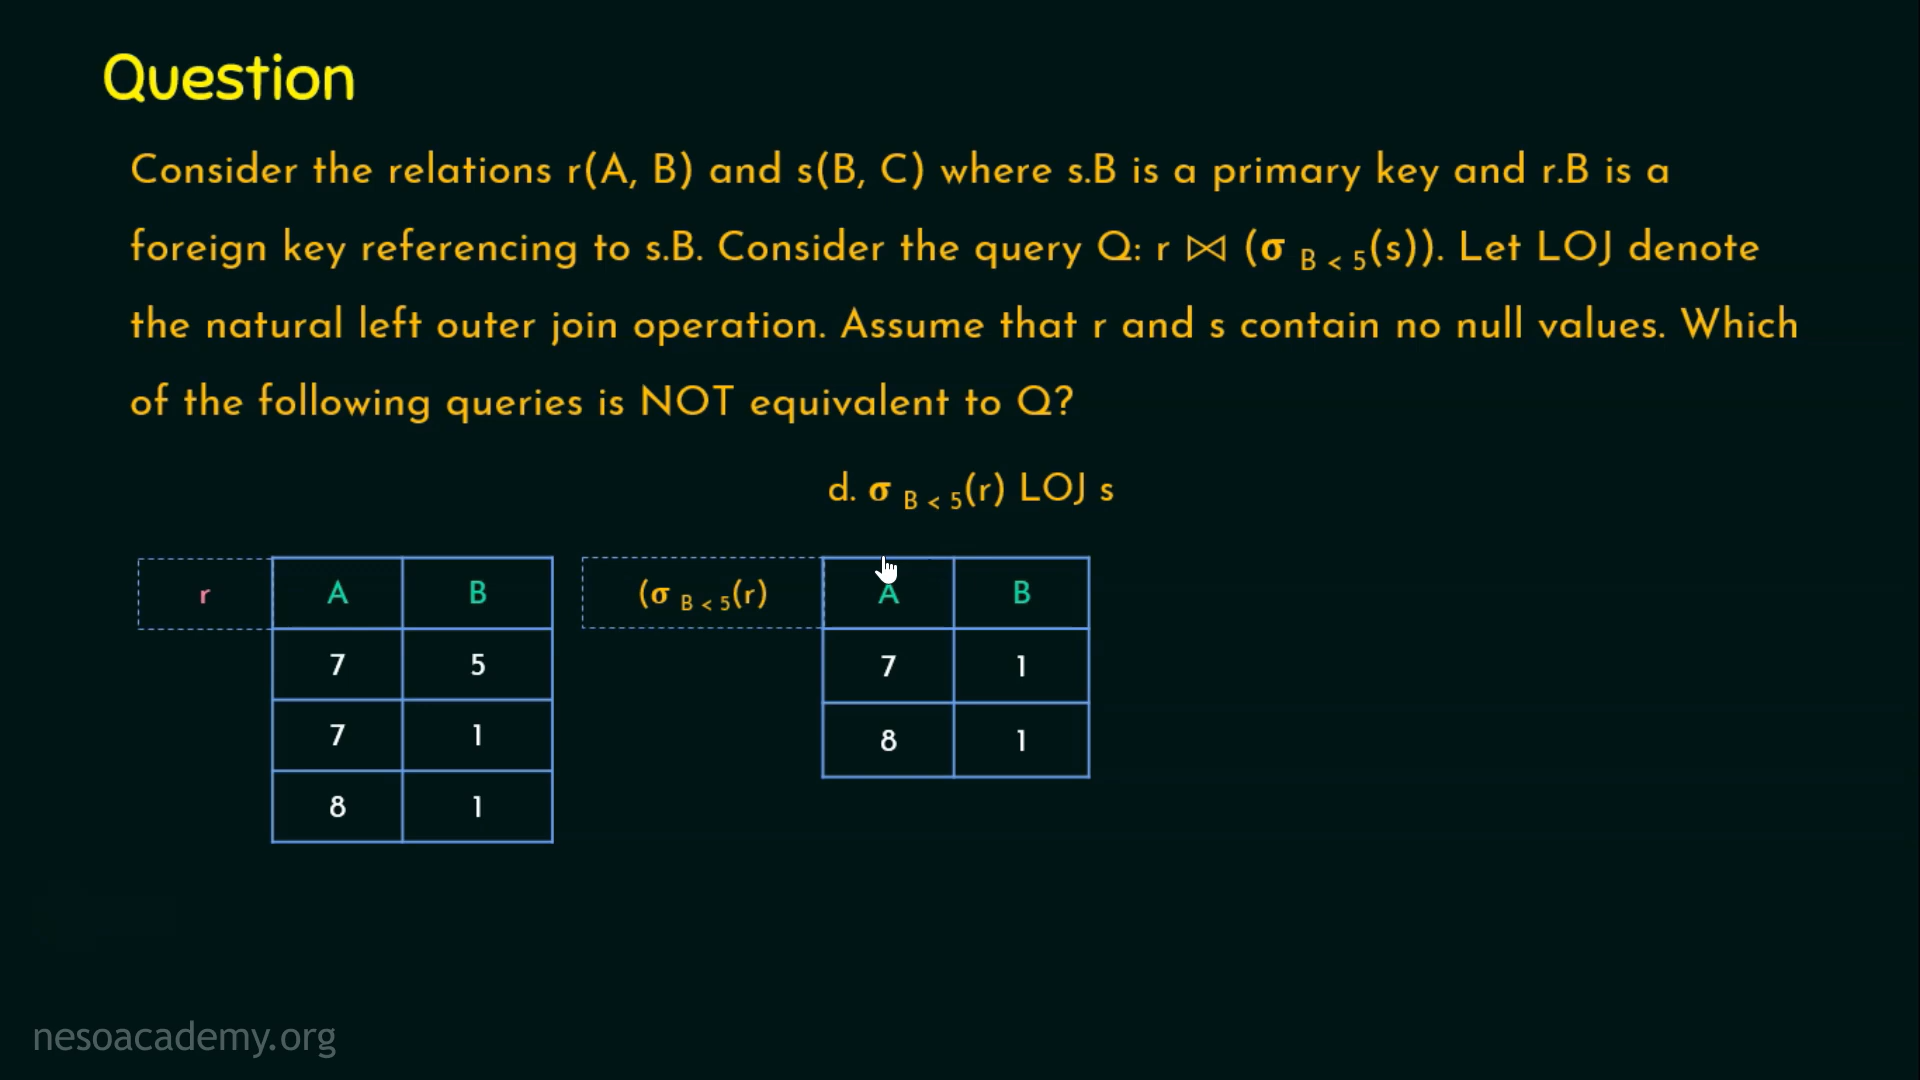 Question
Consider the relations r(A, B) and s(B, C) where s.B is a primary key and r.B is a
foreign key referencing to s.B. Consider the query Q: r ⋈ (σ B < 5(s)). Let LOJ denote
the natural left outer join operation. Assume that r and s contain no null values. Which
of the following queries is NOT equivalent to Q?
d. σ B < 5(r) LOJ s
r A B (σ B < 5(r) A B
7 5 7 1
7 1 8 1
8 1
nesoacademy.org